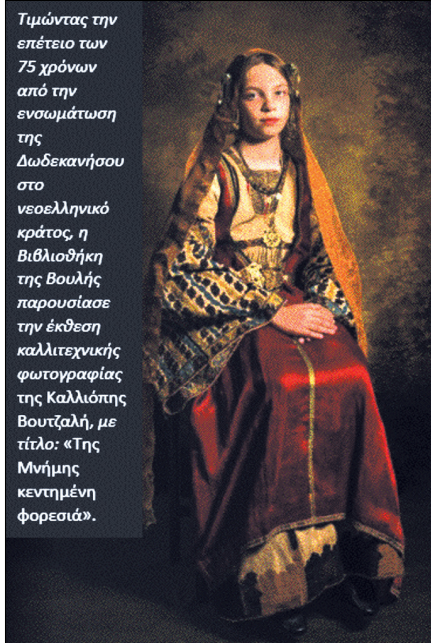 Τιμώντας την
επέτειο των
75 χρόνων
από την
ενσωμάτωση
της
Δωδεκανήσου
στο
νεοελληνικό
κράτος, η
Βιβλιοθήκη
της Βουλής
παρουσίασε
την έκθεση
καλλιτεχνικής
φωτογραφίας
της Καλλιόπης
Βουτζαλή, με
τίτλο: «Της
Μνήμης
κεντημένη
φορεσιά».